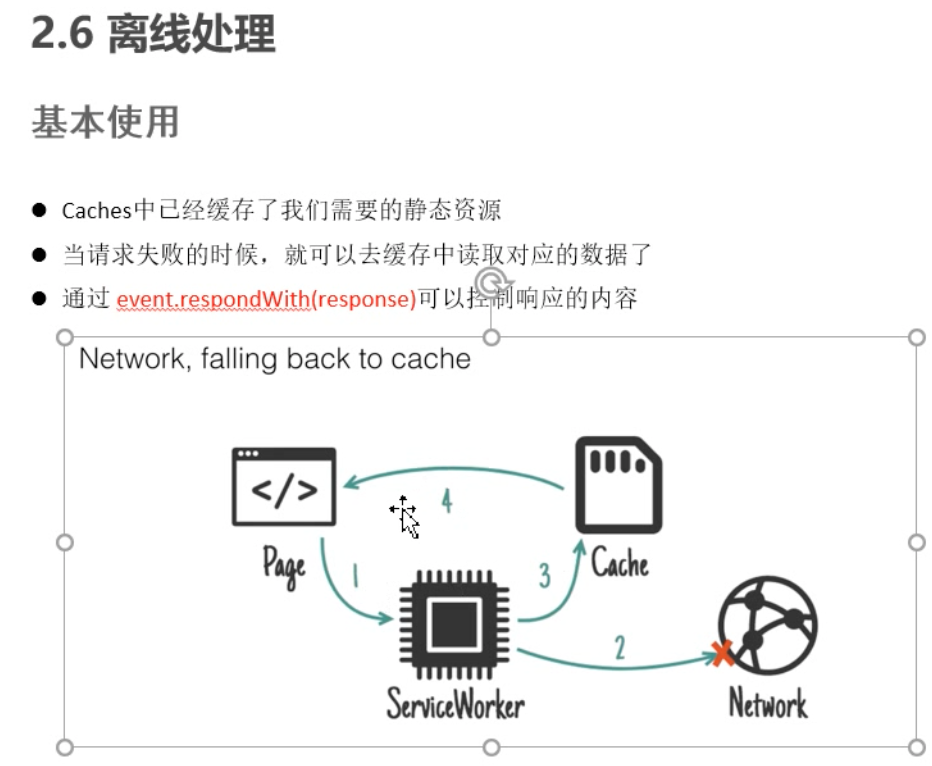 2.6 离线处理
基本使用
● Caches中已经缓存了我们需要的静态资源
● 当请求失败的时候，就可以去缓存中读取对应的数据了
● 通过 event.respondWith(response)可以控制响应的内容
Network, falling back to cache
</>
4
Page
1
3
Cache
2
ServiceWorker
Network